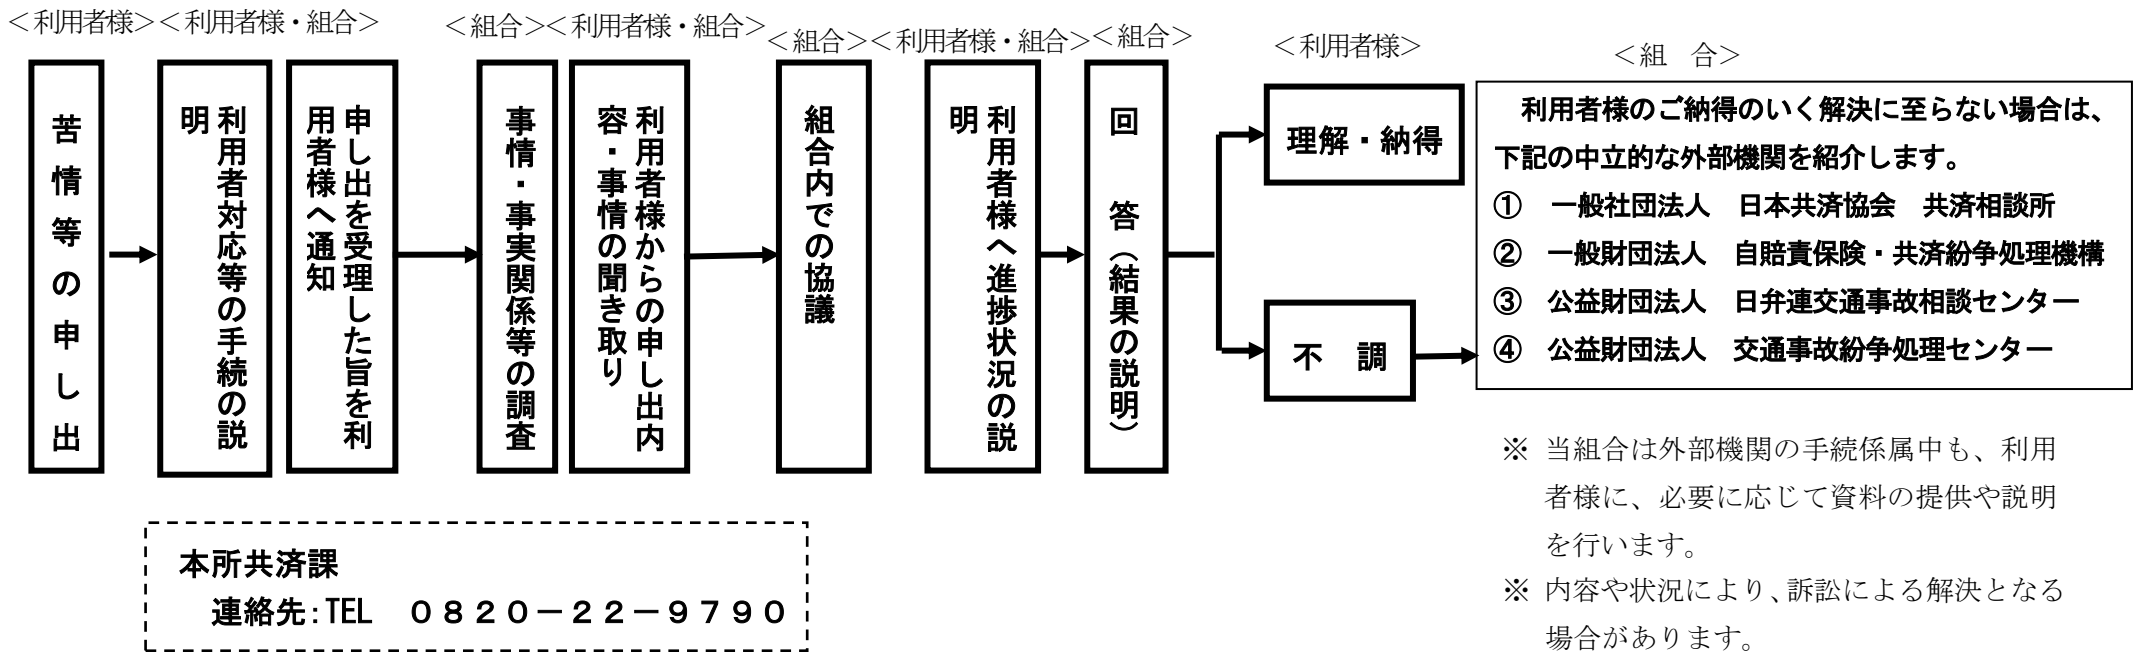 ＜利用者様＞
＜利用者様・組合＞
＜組合＞
＜利用者様・組合＞
＜組合＞
＜利用者様・組合＞
＜組合＞
＜利用者様＞
＜組　合＞
苦情等の申し出
利用者対応等の手続の説
明
申し出を受理した旨を利
用者様へ通知
事情・事実関係等の調査
利用者様からの申し出内
容・事情の聞き取り
組合内での協議
利用者様へ進捗状況の説
明
回　　答（結果の説明）
理解・納得
不　調
利用者様のご納得のいく解決に至らない場合は、
下記の中立的な外部機関を紹介します。
①　一般社団法人　日本共済協会　共済相談所
②　一般財団法人　自賠責保険・共済紛争処理機構
③　公益財団法人　日弁連交通事故相談センター
④　公益財団法人　交通事故紛争処理センター
※ 当組合は外部機関の手続係属中も、利用
者様に、必要に応じて資料の提供や説明
を行います。
※ 内容や状況により、訴訟による解決となる
場合があります。
本所共済課
連絡先：TEL　０８２０－２２－９７９０